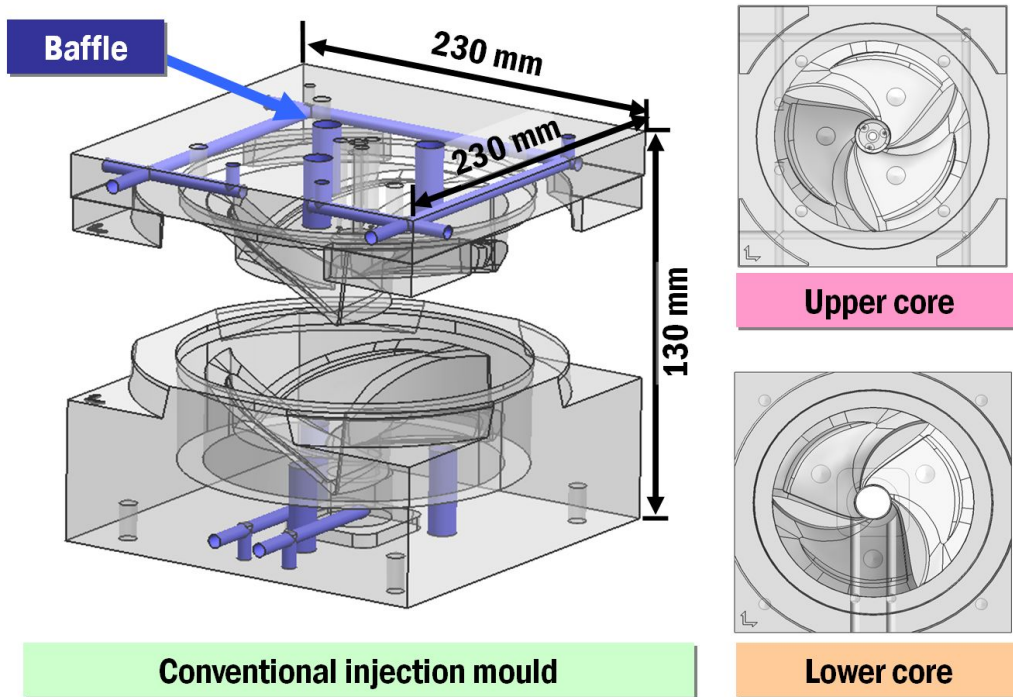 Baffle
230 mm
230 mm
130 mm
Upper core
Lower core
Conventional injection mould